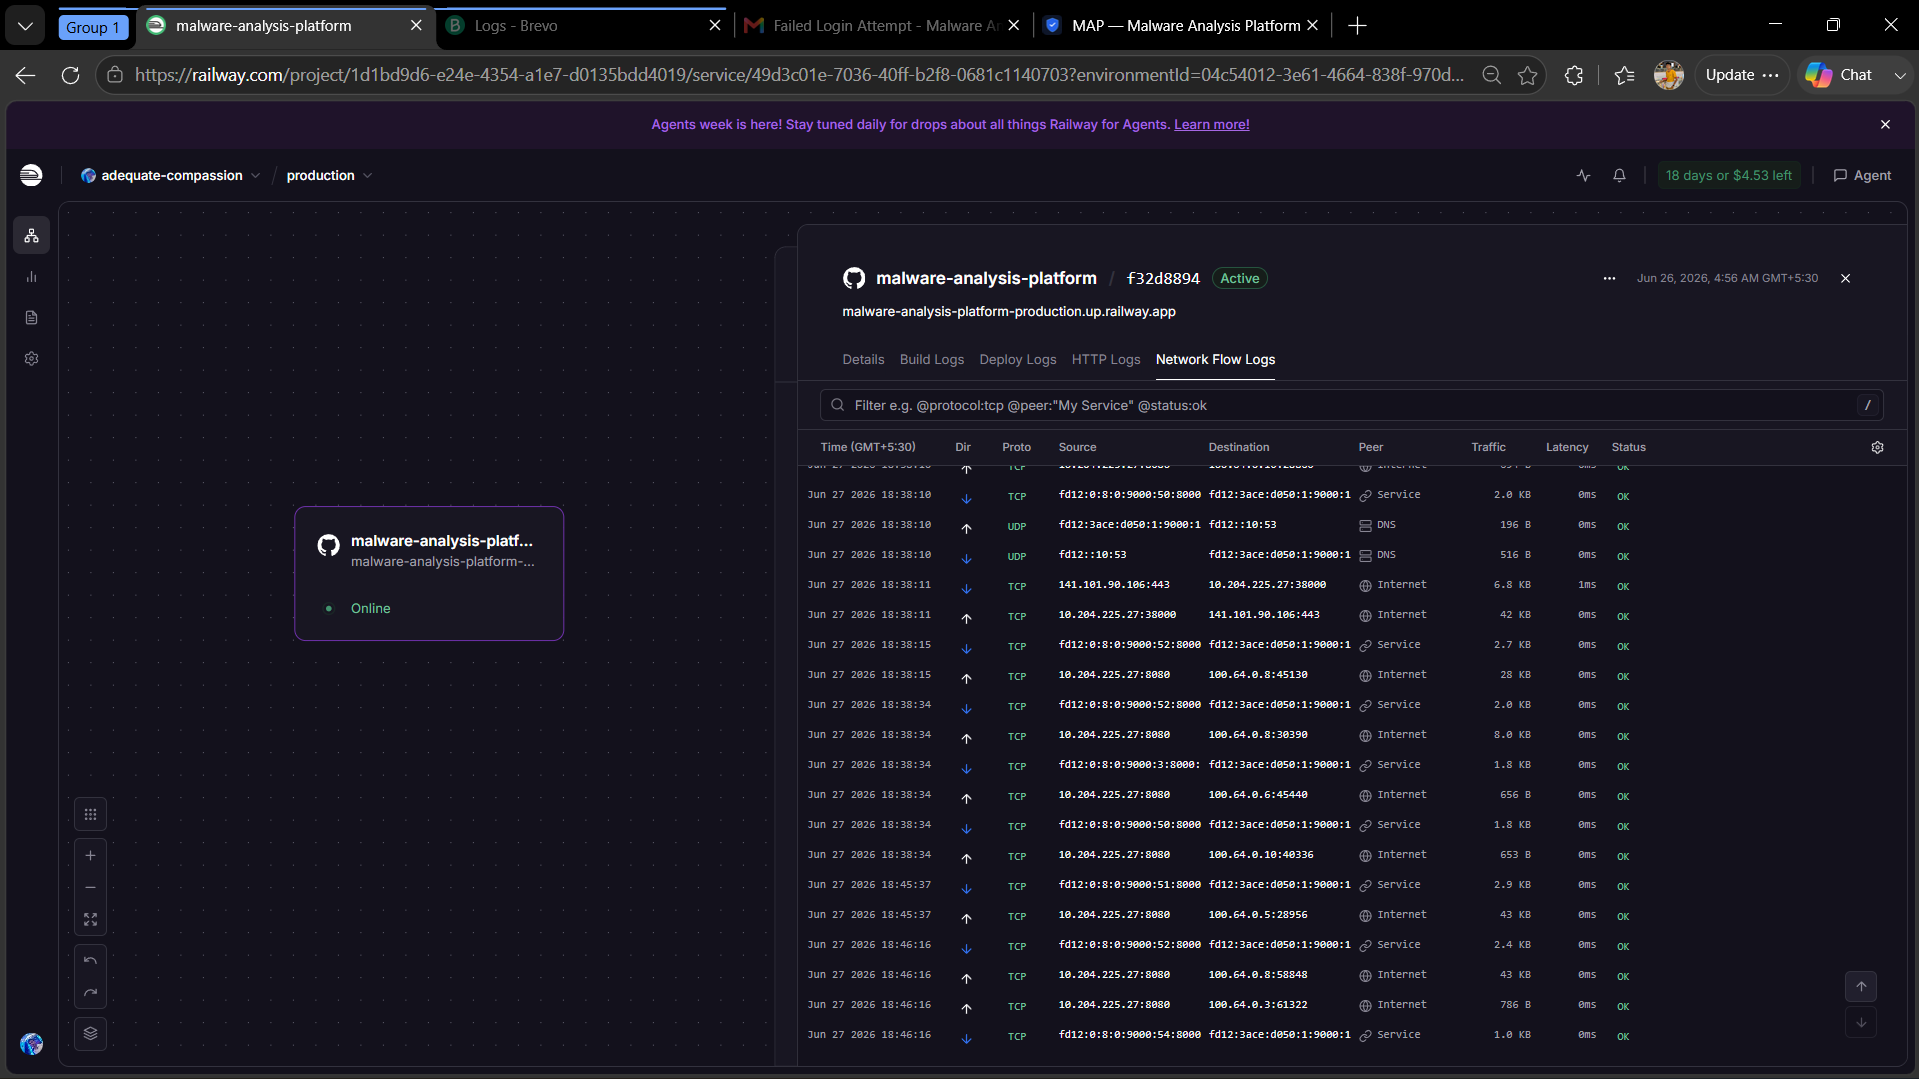 Group 1
malware-analysis-platform
Logs - Brevo
Failed Login Attempt - Malware An
MAP — Malware Analysis Platform
https://railway.com/project/1d1bd9d6-e24e-4354-a1e7-d0135bdd4019/service/49d3c01e-7036-40ff-b2f8-0681c1140703?environmentId=04c54012-3e61-4664-838f-970d...
Update
Chat
Agents week is here! Stay tuned daily for drops about all things Railway for Agents. Learn more!
adequate-compassion / production
18 days or $4.53 left
Agent
malware-analysis-platf...
malware-analysis-platform-...
Online
malware-analysis-platform / f32d8894 Active
Jun 26, 2026, 4:56 AM GMT+5:30
malware-analysis-platform-production.up.railway.app
Details Build Logs Deploy Logs HTTP Logs Network Flow Logs
Filter e.g. @protocol:tcp @peer:"My Service" @status:ok /
Time (GMT+5:30) Dir Proto Source Destination Peer Traffic Latency Status
Jun 27 2026 18:38:10 ↓ TCP fd12:0:8:0:9000:50:8000 fd12:3ace:d050:1:9000:1 Service 2.0 KB 0ms OK
Jun 27 2026 18:38:10 ↑ UDP fd12:3ace:d050:1:9000:1 fd12::10:53 DNS 196 B 0ms OK
Jun 27 2026 18:38:10 ↓ UDP fd12::10:53 fd12:3ace:d050:1:9000:1 DNS 516 B 0ms OK
Jun 27 2026 18:38:11 ↓ TCP 141.101.90.106:443 10.204.225.27:38000 Internet 6.8 KB 1ms OK
Jun 27 2026 18:38:11 ↑ TCP 10.204.225.27:38000 141.101.90.106:443 Internet 42 KB 0ms OK
Jun 27 2026 18:38:15 ↓ TCP fd12:0:8:0:9000:52:8000 fd12:3ace:d050:1:9000:1 Service 2.7 KB 0ms OK
Jun 27 2026 18:38:15 ↑ TCP 10.204.225.27:8080 100.64.0.8:45130 Internet 28 KB 0ms OK
Jun 27 2026 18:38:34 ↓ TCP fd12:0:8:0:9000:52:8000 fd12:3ace:d050:1:9000:1 Service 2.0 KB 0ms OK
Jun 27 2026 18:38:34 ↑ TCP 10.204.225.27:8080 100.64.0.8:30390 Internet 8.0 KB 0ms OK
Jun 27 2026 18:38:34 ↓ TCP fd12:0:8:0:9000:3:8000: fd12:3ace:d050:1:9000:1 Service 1.8 KB 0ms OK
Jun 27 2026 18:38:34 ↑ TCP 10.204.225.27:8080 100.64.0.6:45440 Internet 656 B 0ms OK
Jun 27 2026 18:38:34 ↓ TCP fd12:0:8:0:9000:50:8000 fd12:3ace:d050:1:9000:1 Service 1.8 KB 0ms OK
Jun 27 2026 18:38:34 ↑ TCP 10.204.225.27:8080 100.64.0.10:40336 Internet 653 B 0ms OK
Jun 27 2026 18:45:37 ↓ TCP fd12:0:8:0:9000:51:8000 fd12:3ace:d050:1:9000:1 Service 2.9 KB 0ms OK
Jun 27 2026 18:45:37 ↑ TCP 10.204.225.27:8080 100.64.0.5:28956 Internet 43 KB 0ms OK
Jun 27 2026 18:46:16 ↓ TCP fd12:0:8:0:9000:52:8000 fd12:3ace:d050:1:9000:1 Service 2.4 KB 0ms OK
Jun 27 2026 18:46:16 ↑ TCP 10.204.225.27:8080 100.64.0.8:58848 Internet 43 KB 0ms OK
Jun 27 2026 18:46:16 ↑ TCP 10.204.225.27:8080 100.64.0.3:61322 Internet 786 B 0ms OK
Jun 27 2026 18:46:16 ↓ TCP fd12:0:8:0:9000:54:8000 fd12:3ace:d050:1:9000:1 Service 1.0 KB 0ms OK